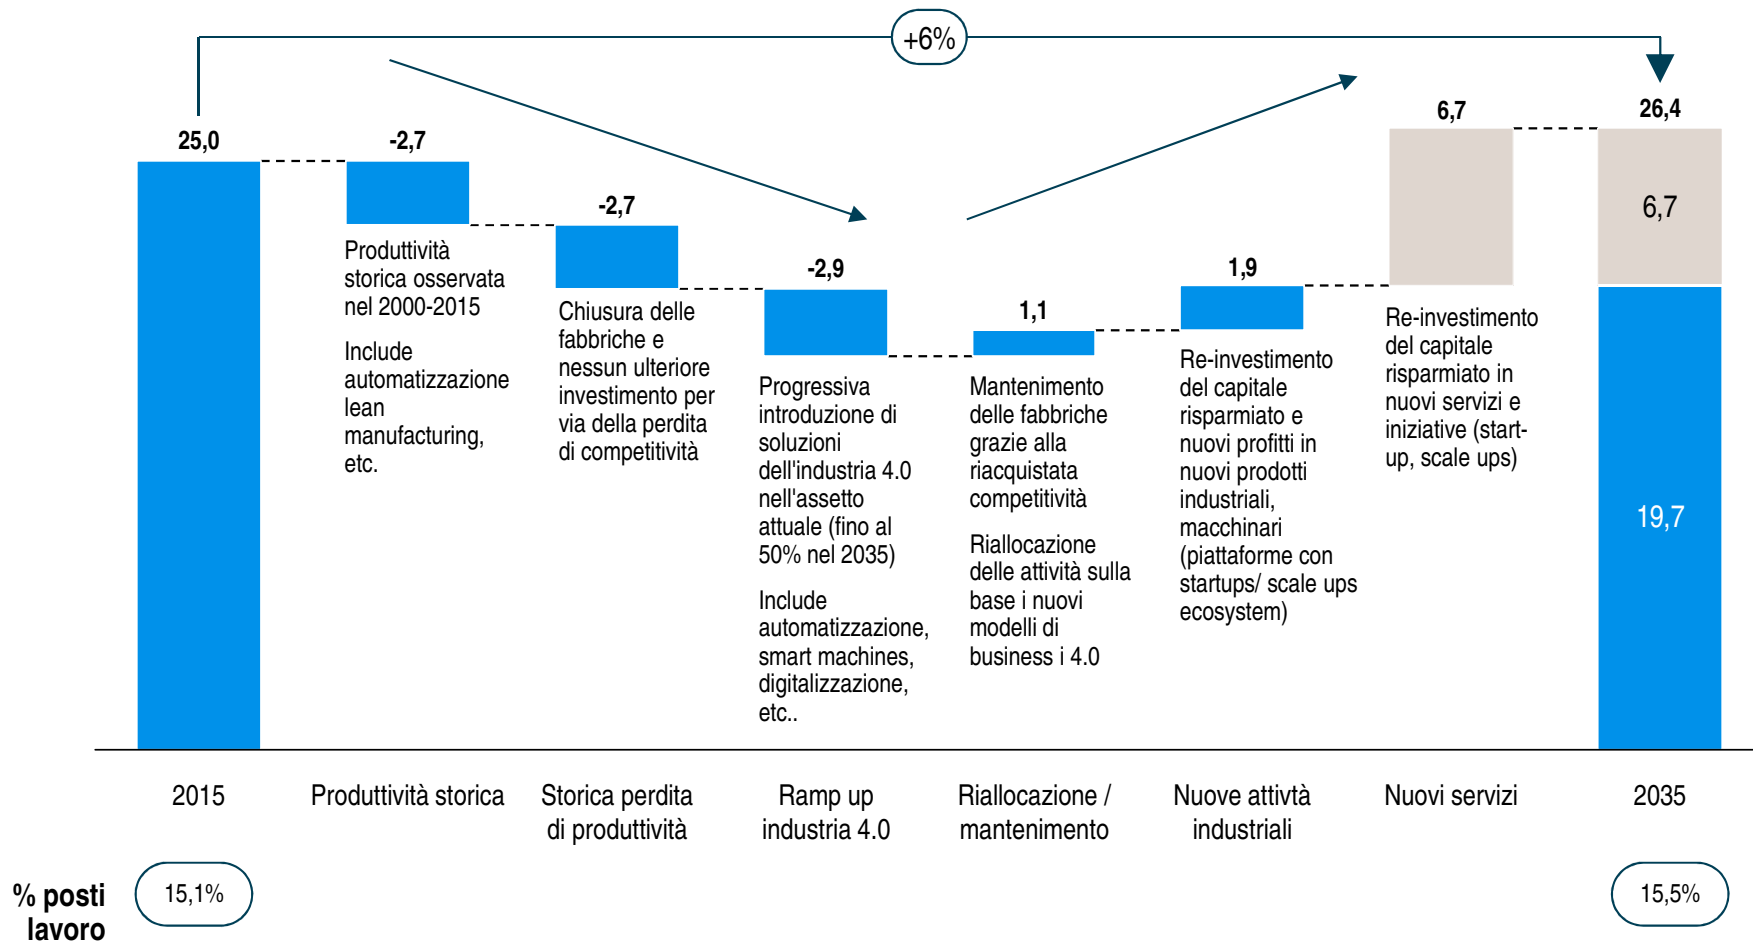 +6%
25,0
-2,7
Produttività
storica osservata
nel 2000-2015
Include
automatizzazione
lean
manufacturing,
etc.
-2,7
Chiusura delle
fabbriche e
nessun ulteriore
investimento per
via della perdita
di competitività
-2,9
Progressiva
introduzione di
soluzioni
dell'industria 4.0
nell'assetto
attuale (fino al
50% nel 2035)
Include
automatizzazione,
smart machines,
digitalizzazione,
etc..
1,1
Mantenimento
delle fabbriche
grazie alla
riacquistata
competitività
Riallocazione
delle attività sulla
base i nuovi
modelli di
business i 4.0
1,9
Re-investimento
del capitale
risparmiato e
nuovi profitti in
nuovi prodotti
industriali,
macchinari
(piattaforme con
startups/ scale ups
ecosystem)
6,7
Re-investimento
del capitale
risparmiato in
nuovi servizi e
iniziative (start-
up, scale ups)
26,4
6,7
19,7
2015
Produttività storica
Storica perdita
di produttività
Ramp up
industria 4.0
Riallocazione /
mantenimento
Nuove attivtà
industriali
Nuovi servizi
2035
% posti
lavoro
15,1%
15,5%